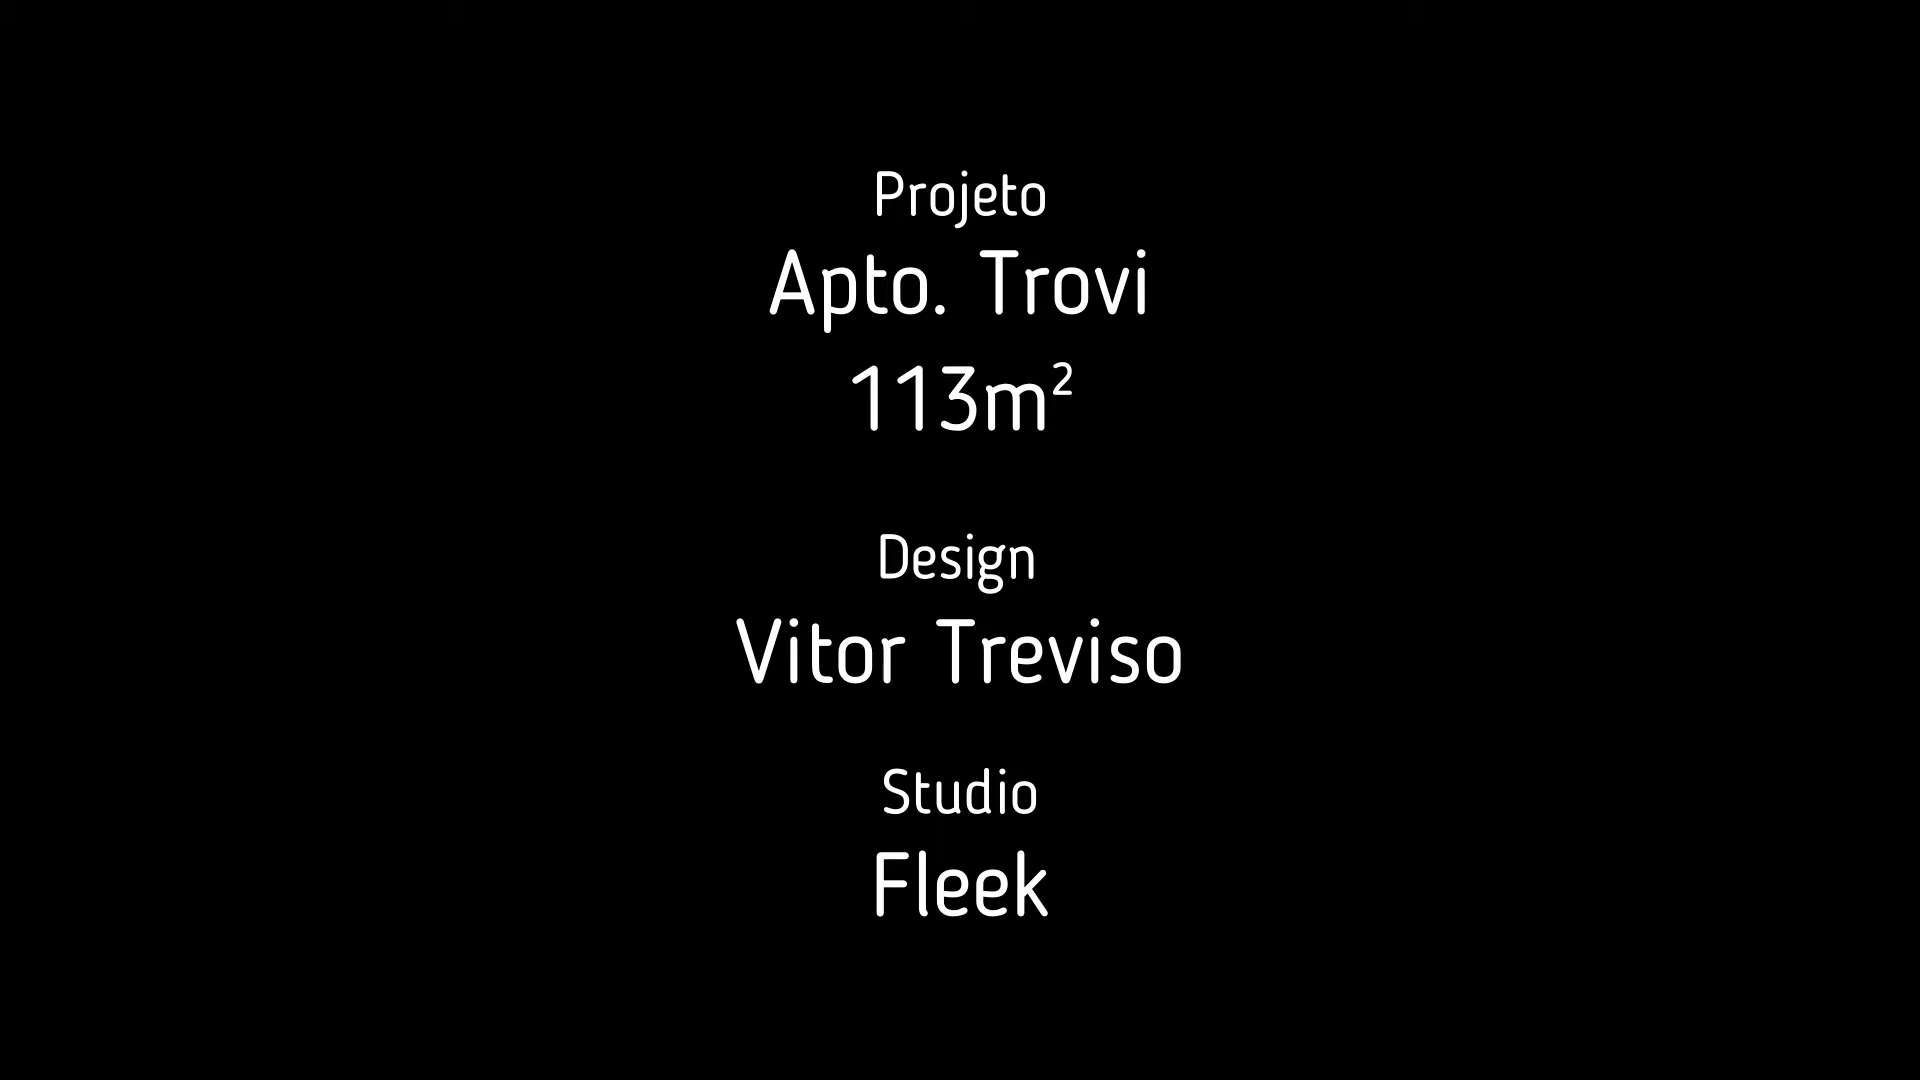 Projeto
Apto. Trovi
113m²
Design
Vitor Treviso
Studio
Fleek